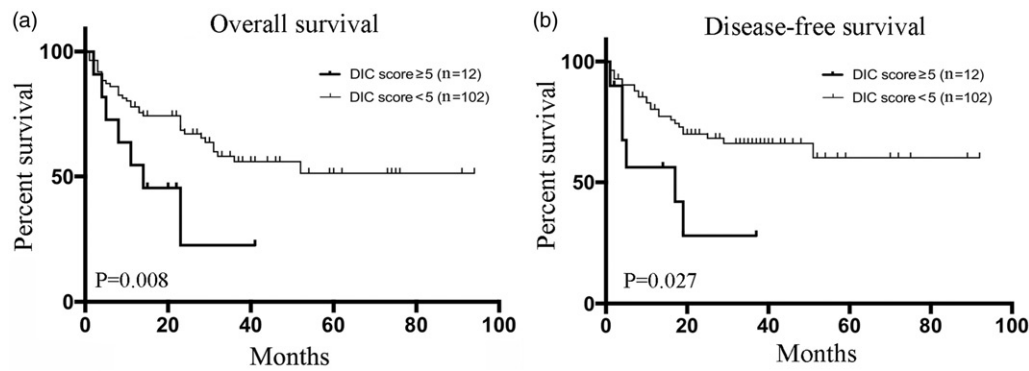 (a)
Overall survival
100
50
0
Percent survival
DIC score ≥5 (n=12)
DIC score <5 (n=102)
P=0.008
0 20 40 60 80 100
Months
(b)
Disease-free survival
100
50
0
Percent survival
DIC score ≥5 (n=12)
DIC score <5 (n=102)
P=0.027
0 20 40 60 80 100
Months